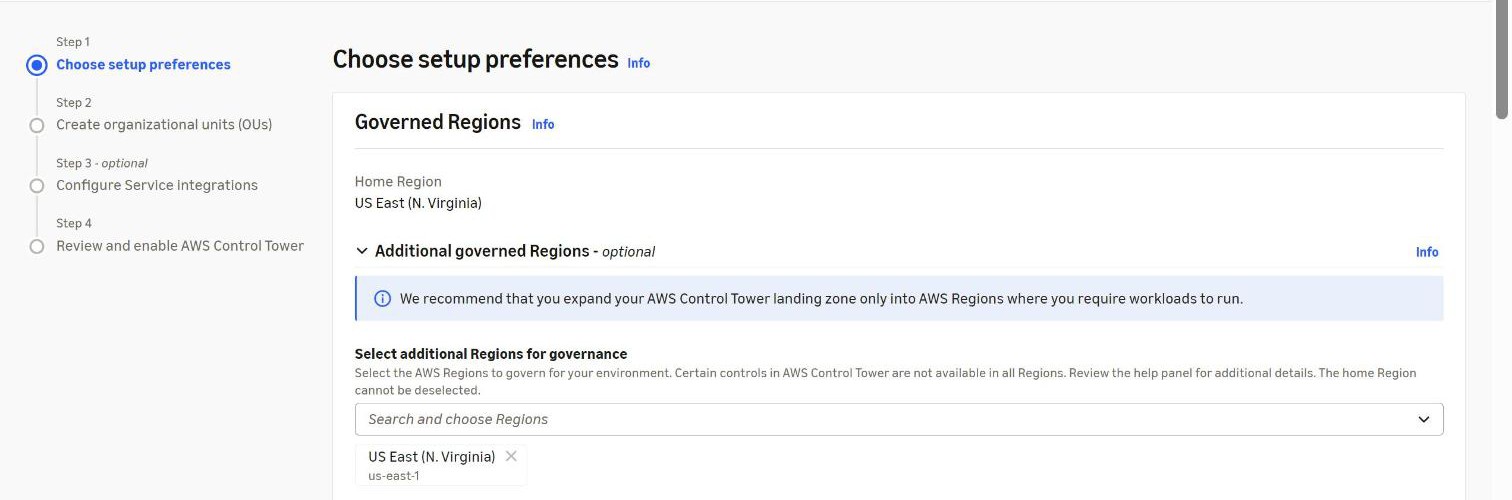 Step 1
Choose setup preferences
Step 2
Create organizational units (OUs)
Step 3 - optional
Configure Service integrations
Step 4
Review and enable AWS Control Tower
Choose setup preferences Info
Governed Regions Info
Home Region
US East (N. Virginia)
Additional governed Regions - optional Info
We recommend that you expand your AWS Control Tower landing zone only into AWS Regions where you require workloads to run.
Select additional Regions for governance
Select the AWS Regions to govern for your environment. Certain controls in AWS Control Tower are not available in all Regions. Review the help panel for additional details. The home Region
cannot be deselected.
Search and choose Regions
US East (N. Virginia)
us-east-1